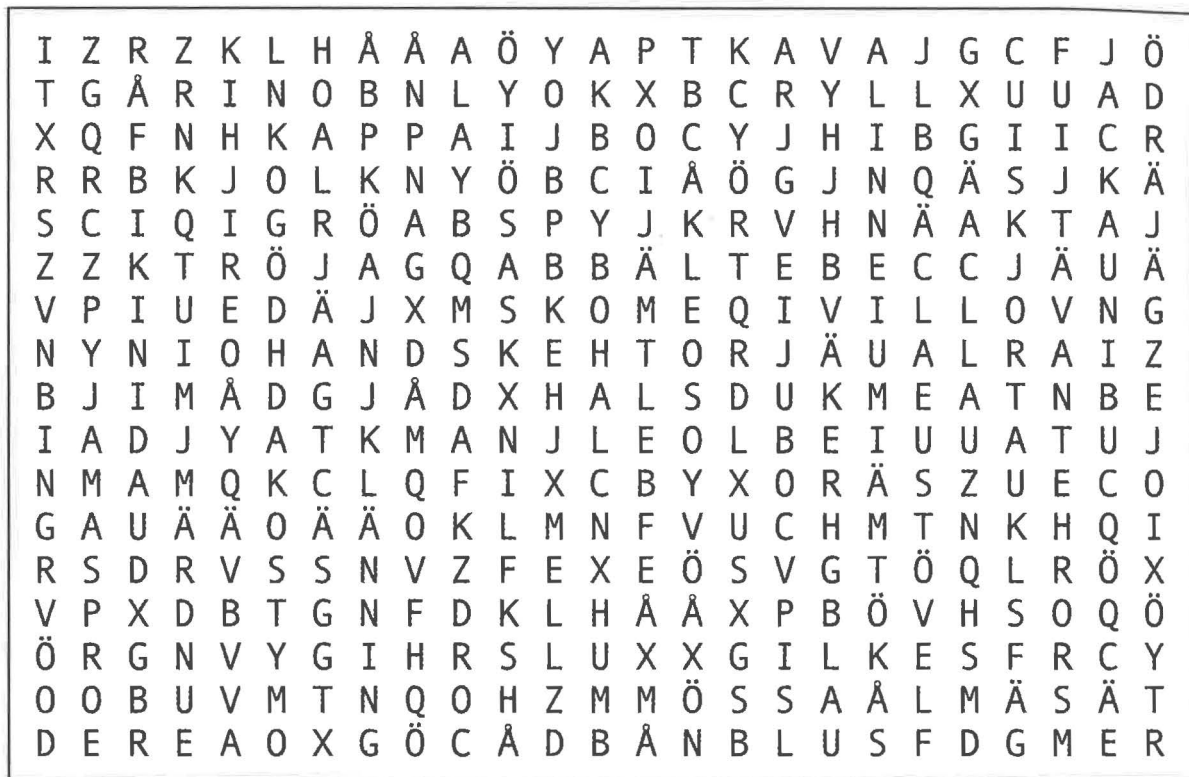 I Z R Z K L H Å Å A Ö Y A P T K A V A J G C F J Ö
T G Å R I N O B N L Y O K X B C R Y L L X U U A D
X Q F N H K A P P A I J B O C Y J H I B G I I C R
R R B K J O L K N Y Ö B C I Å Ö G J N Q Ä S J K Ä
S C I Q I G R Ö A B S P Y J K R V H N Ä A K T A J
Z Z K T R Ö J A G Q A B B Ä L T E B E C C J Ä U Ä
V P I U E D Ä J X M S K O M E Q I V I L L O V N G
N Y N I O H A N D S K E H T O R J Ä U A L R A I Z
B J I M Å D G J Å D X H A L S D U K M E A T N B E
I A D J Y A T K M A N J L E O L B E I U U A T U J
N M A M Q K C L Q F I X C B Y X O R Ä S Z U E C O
G A U Ä Ä O Ä Ä O K L M N F V U C H M T N K H Q I
R S D R V S S N V Z F E X E Ö S V G T Ö Q L R Ö X
V P X D B T G N F D K L H Å Å X P B Ö V H S O Q Ö
Ö R G N V Y G I H R S L U X X G I L K E S F R C Y
O O B U V M T N Q O H Z M M Ö S S A Å L M Ä S Ä T
D E R E A O X G Ö C Å D B Å N B L U S F D G M E R